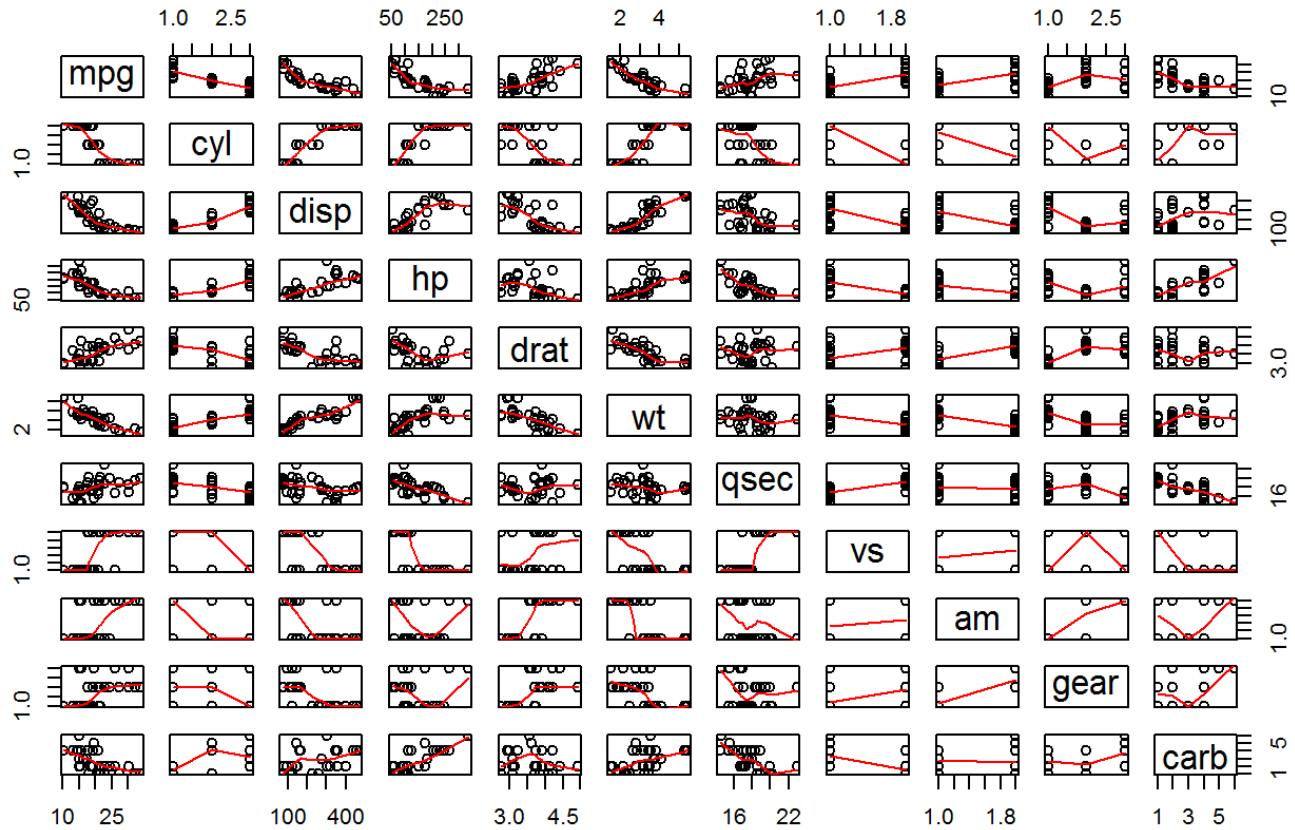 1.0 2.5 50 250 2 4 1.0 1.8 1.0 2.5
mpg 10
1.0 cyl
disp 100
50 hp
drat 3.0
2 wt
qsec 16
1.0 vs
am 1.0
1.0 gear
carb 1 5
10 25 100 400 3.0 4.5 16 22 1.0 1.8 1 3 5